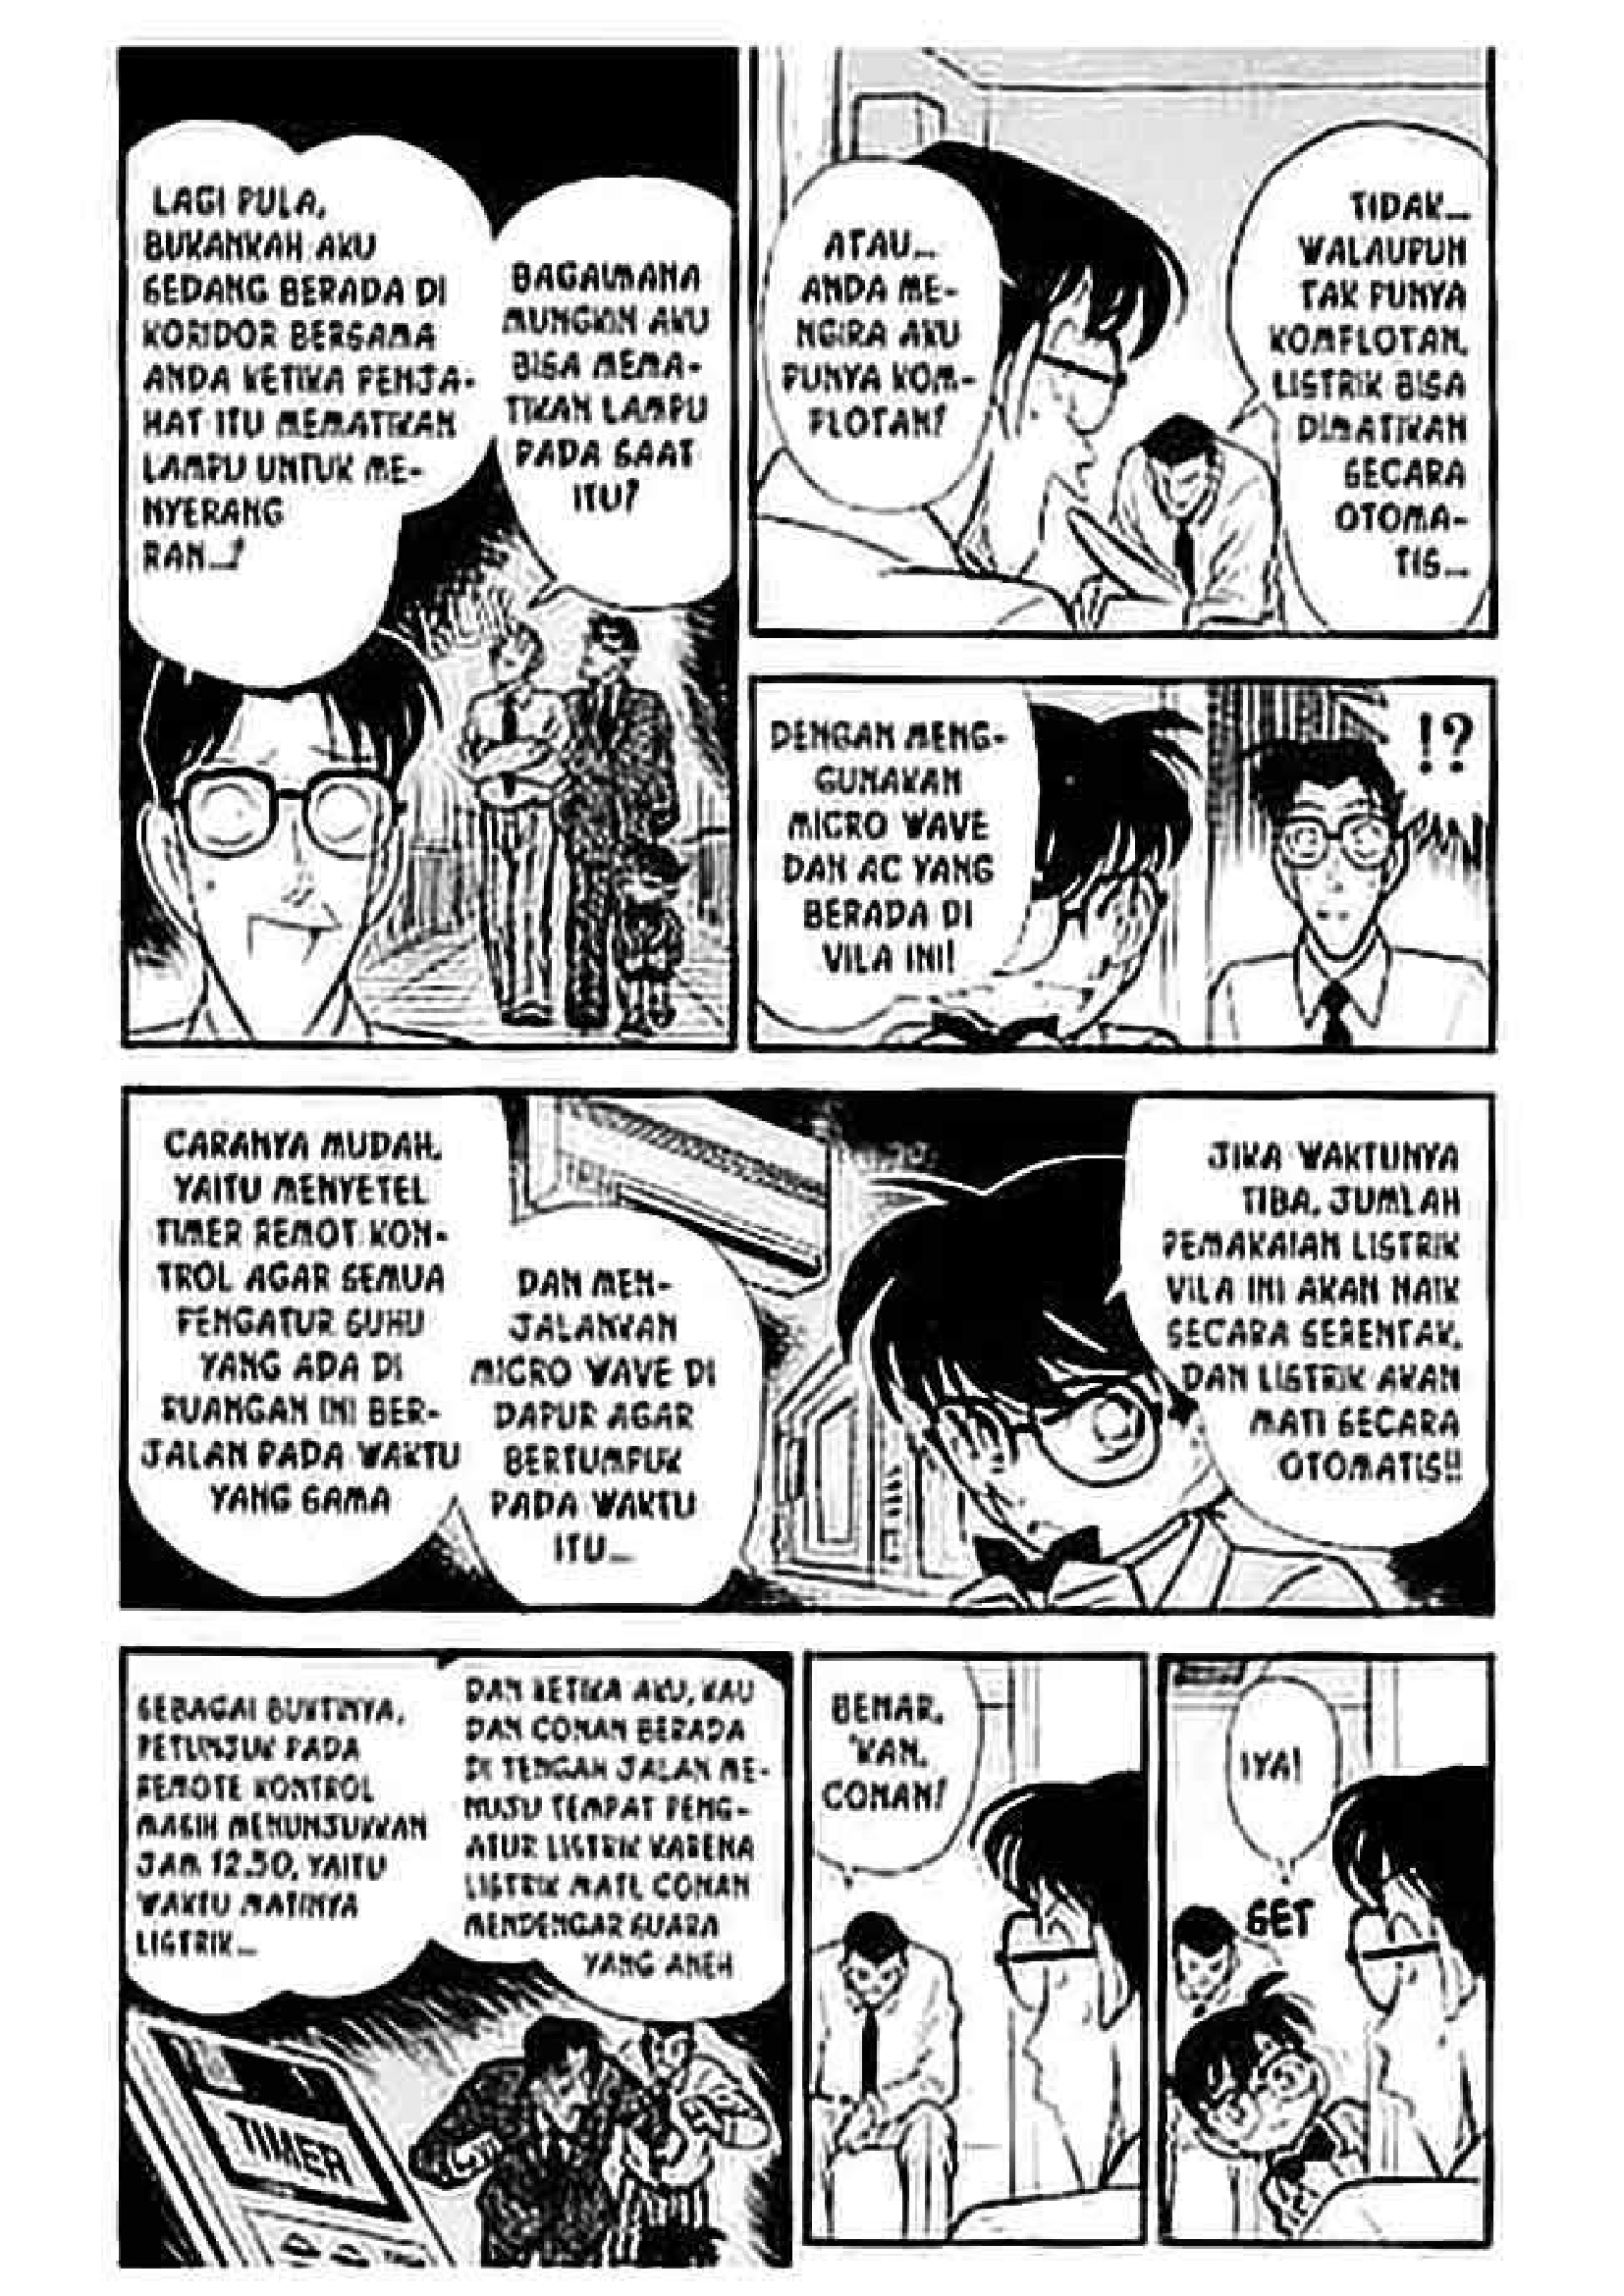 LAGI PULA,
BUKANKAH AKU
SEDANG BERADA DI
KORIDOR BERSAMA
ANDA KETIKA PENJA-
HAT ITU MEMATIKAN
LAMPU UNTUK ME-
NYERANG
RAN...?
BAGAIMANA
MUNGKIN AKU
BISA MEMA-
TIKAN LAMPU
PADA SAAT
ITU?
ATAU...
ANDA ME-
NGIRA AKU
PUNYA KOM-
PLOTAN?
TIDAK...
WALAUPUN
TAK PUNYA
KOMPLOTAN,
LISTRIK BISA
DIMATIKAN
SECARA
OTOMA-
TIS...
DENGAN MENG-
GUNAKAN
MICRO WAVE
DAN AC YANG
BERADA DI
VILA INI!
!?
CARANYA MUDAH,
YAITU MENYETEL
TIMER REMOT KON-
TROL AGAR SEMUA
PENGATUR SUHU
YANG ADA DI
RUANGAN INI BER-
JALAN PADA WAKTU
YANG SAMA
DAN MEN-
JALANKAN
MICRO WAVE DI
DAPUR AGAR
BERTUMPUK
PADA WAKTU
ITU...
JIKA WAKTUNYA
TIBA, JUMLAH
PEMAKAIAN LISTRIK
VILA INI AKAN NAIK
SECARA SERENTAK,
DAN LISTRIK AKAN
MATI SECARA
OTOMATIS!!
SEBAGAI BUKTINYA,
PETUNJUK PADA
REMOTE KONTROL
MASIH MENUNJUKKAN
JAM 12.50, YAITU
WAKTU MATINYA
LISTRIK...
DAN KETIKA AKU, KAU
DAN CONAN BERADA
DI TENGAH JALAN ME-
NUJU TEMPAT PENG-
ATUR LISTRIK KARENA
LISTRIK MATI, CONAN
MENDENGAR SUARA
YANG ANEH
TIMER
BENAR,
'KAN,
CONAN?
IYA!
SET